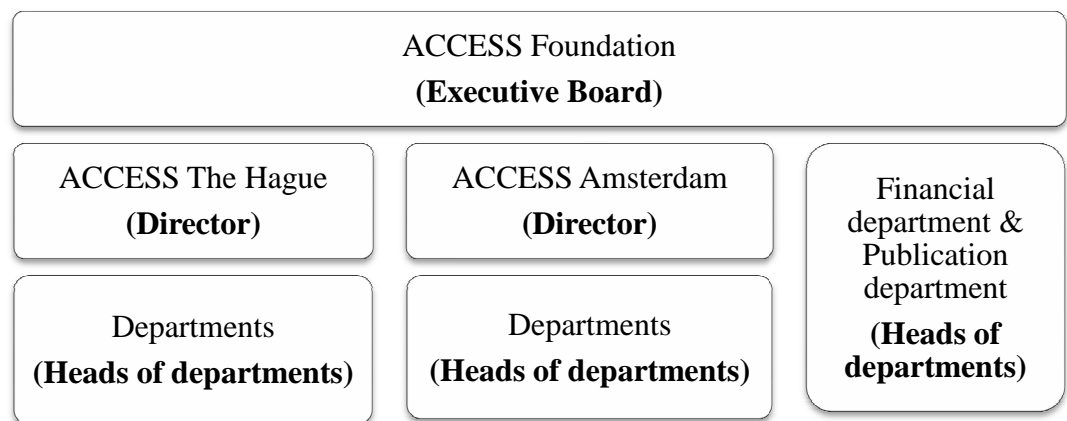 ACCESS Foundation
(Executive Board)
ACCESS The Hague
(Director)
ACCESS Amsterdam
(Director)
Financial
department &
Publication
department
(Heads of
departments)
Departments
(Heads of departments)
Departments
(Heads of departments)